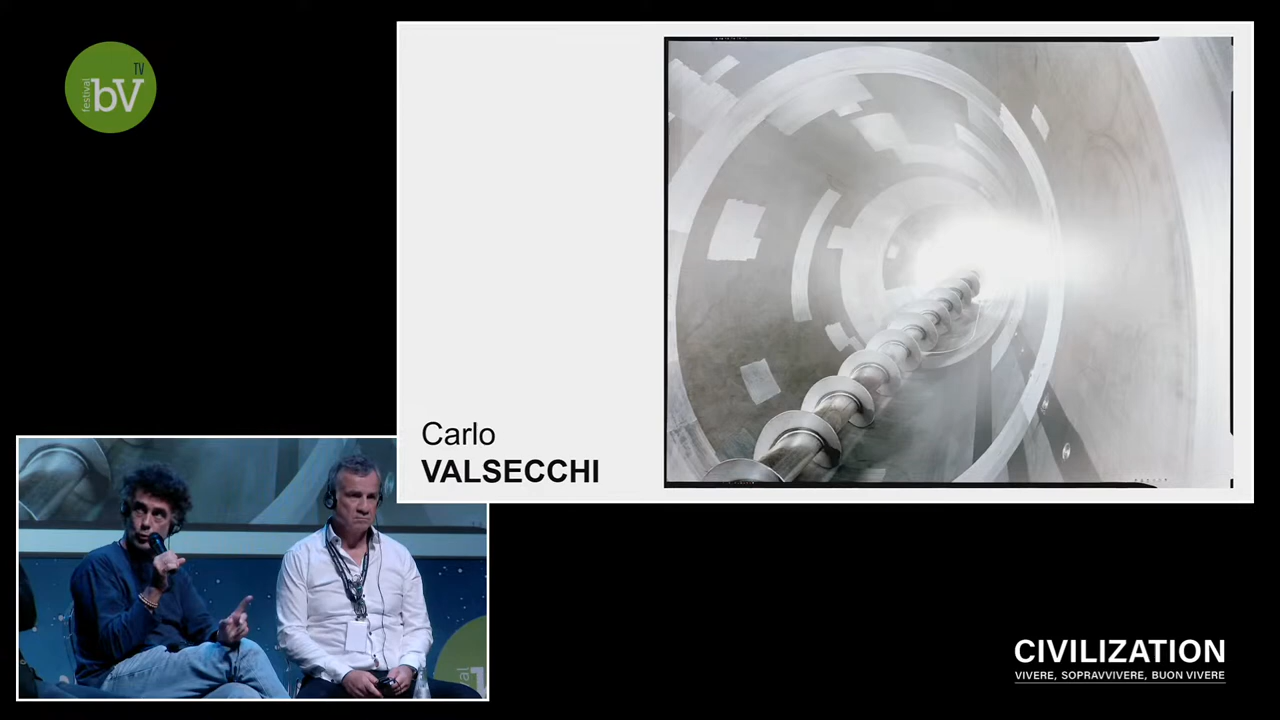 festival
bV
TV
Carlo
VALSECCHI
CIVILIZATION
VIVERE, SOPRAVVIVERE, BUON VIVERE